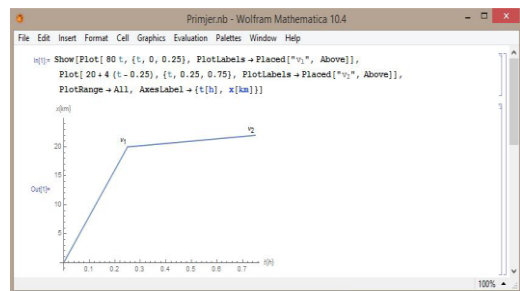 Primjer.nb - Wolfram Mathematica 10.4
File Edit Insert Format Cell Graphics Evaluation Palettes Window Help
In[1]:= Show[Plot[ 80 t, {t, 0, 0.25}, PlotLabels → Placed["v₁", Above]],
Plot[ 20 + 4 (t - 0.25), {t, 0.25, 0.75}, PlotLabels → Placed["v₂", Above]],
PlotRange → All, AxesLabel → {t[h], x[km]}]
x[km]
v₁
v₂
20
15
Out[1]=
10
5
0.1 0.2 0.3 0.4 0.5 0.6 0.7 t[h]
100%